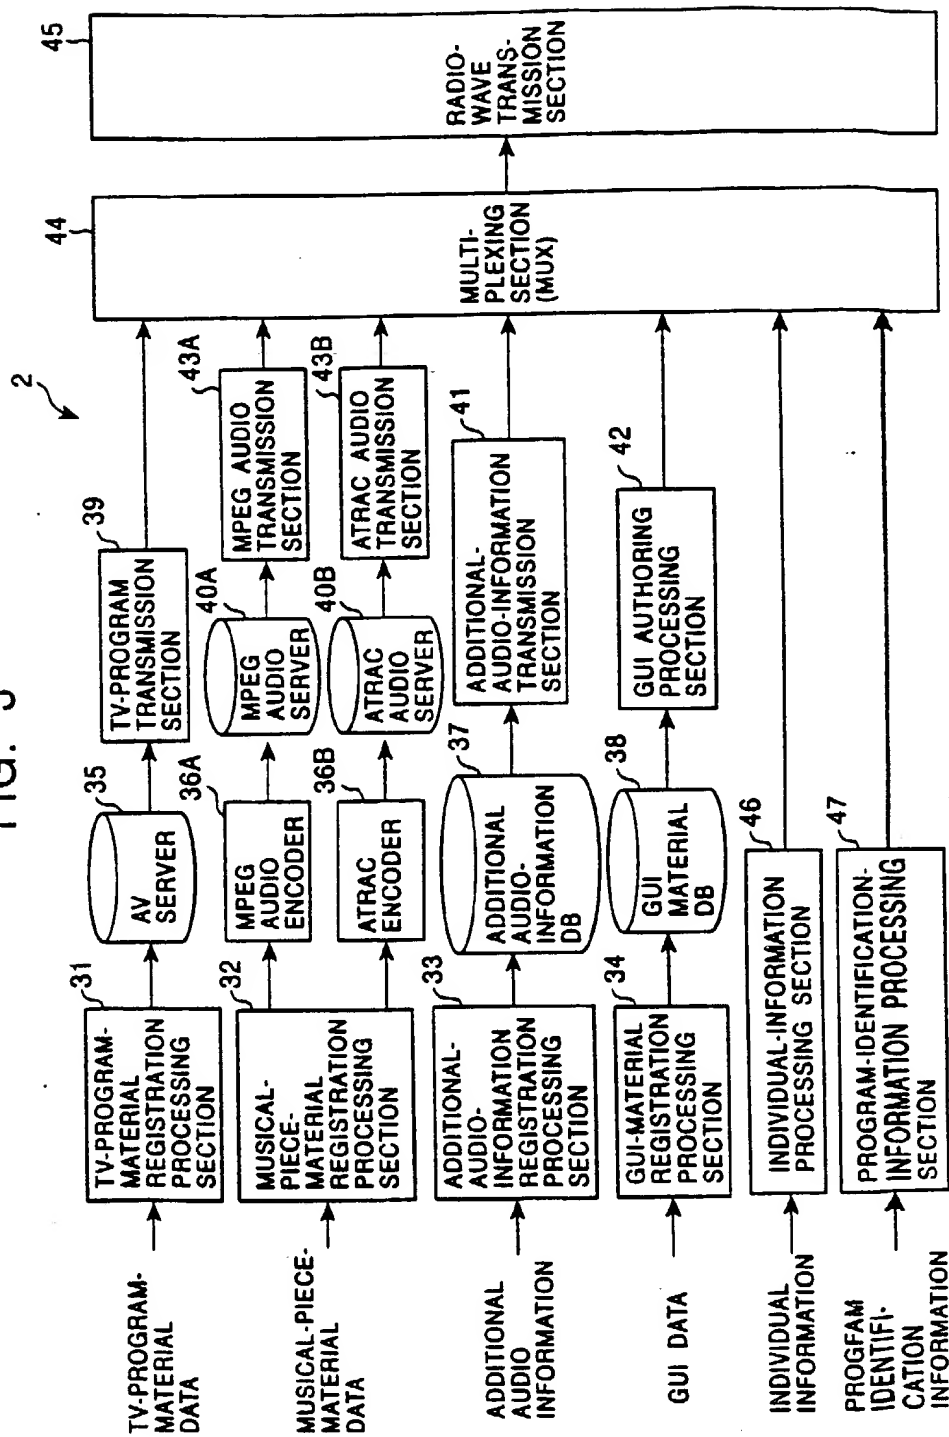 FIG. 3
2
TV-PROGRAM-
MATERIAL
DATA
31
TV-PROGRAM-
MATERIAL
REGISTRATION
PROCESSING
SECTION
35
AV
SERVER
39
TV-PROGRAM
TRANSMISSION
SECTION
MUSICAL-PIECE-
MATERIAL
DATA
32
MUSICAL-
PIECE-
MATERIAL
REGISTRATION
PROCESSING
SECTION
36A
MPEG
AUDIO
ENCODER
40A
MPEG
AUDIO
SERVER
43A
MPEG AUDIO
TRANSMISSION
SECTION
36B
ATRAC
ENCODER
40B
ATRAC
AUDIO
SERVER
43B
ATRAC AUDIO
TRANSMISSION
SECTION
ADDITIONAL
AUDIO
INFORMATION
33
ADDITIONAL-
AUDIO-
INFORMATION
REGISTRATION
PROCESSING
SECTION
37
ADDITIONAL
AUDIO-
INFORMATION
DB
41
ADDITIONAL-
AUDIO-INFORMATION
TRANSMISSION
SECTION
GUI DATA
34
GUI-MATERIAL
REGISTRATION
PROCESSING
SECTION
38
GUI
MATERIAL
DB
42
GUI AUTHORING
PROCESSING
SECTION
INDIVIDUAL
INFORMATION
46
INDIVIDUAL-INFORMATION
PROCESSING SECTION
PROGFAM
IDENTIFI-
CATION
INFORMATION
47
PROGRAM-IDENTIFICATION-
INFORMATION PROCESSING
SECTION
44
MULTI-
PLEXING
SECTION
(MUX)
45
RADIO-
WAVE
TRANS-
MISSION
SECTION